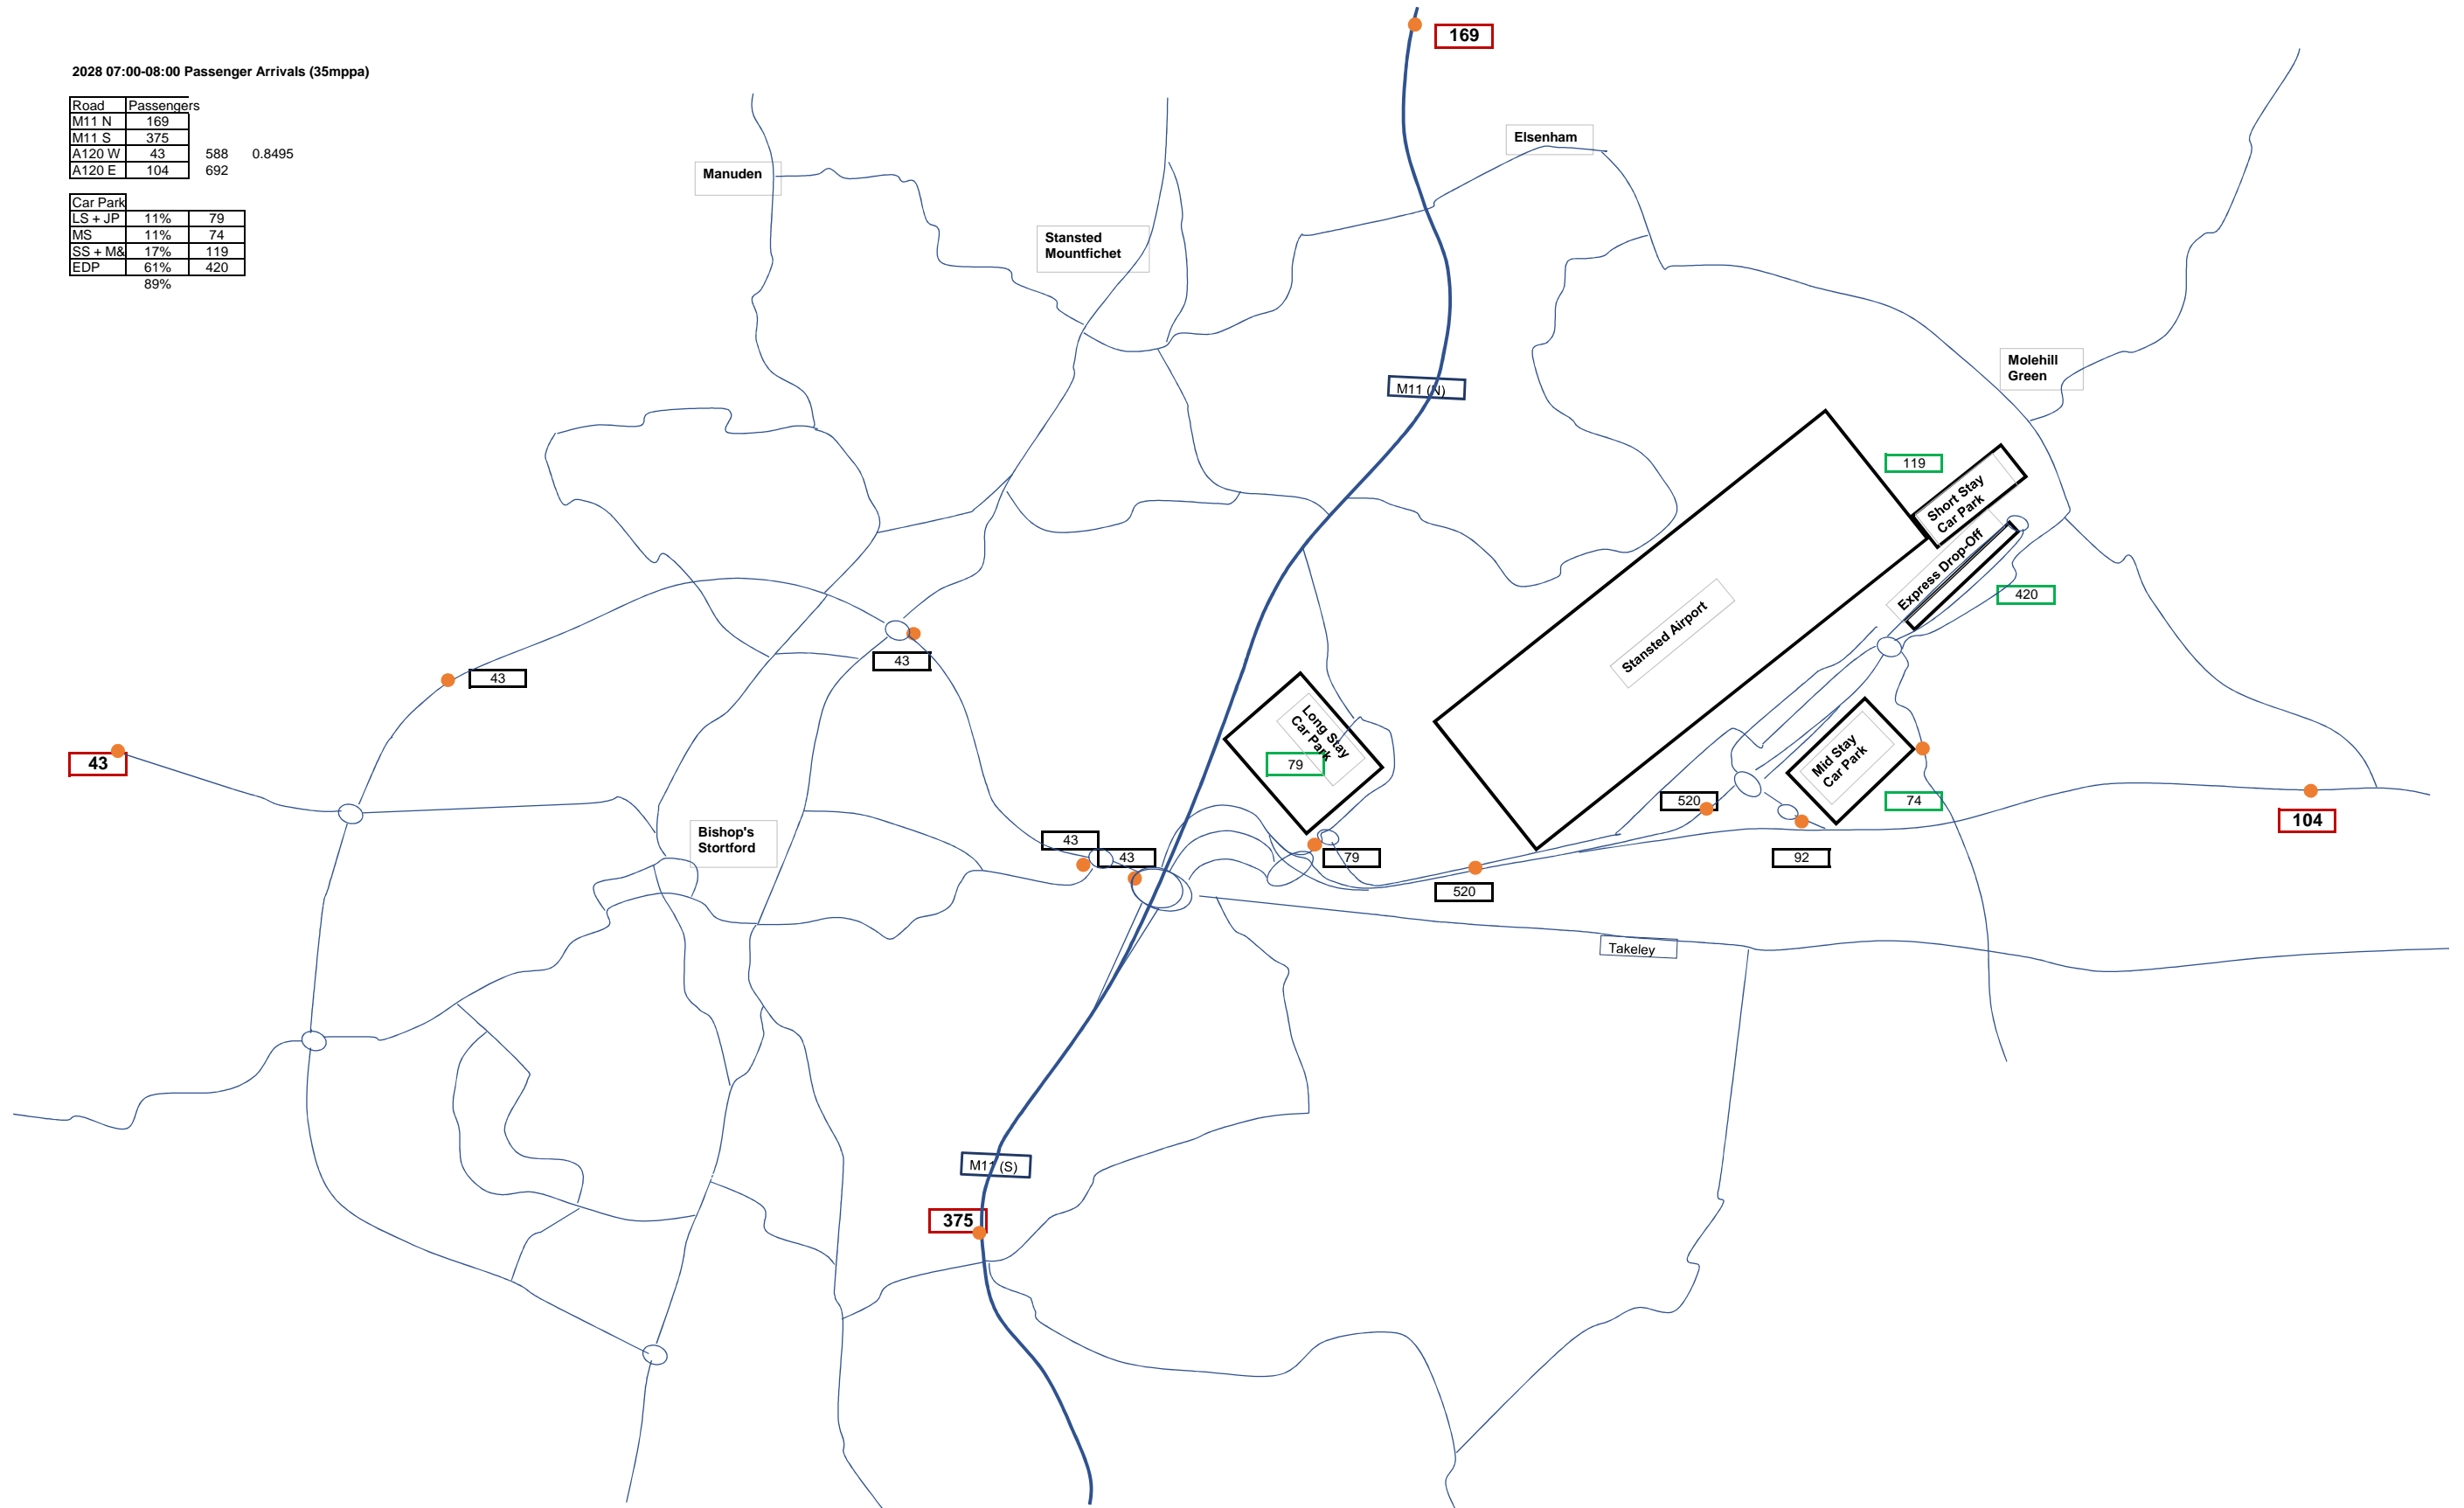 169
2028 07:00-08:00 Passenger Arrivals (35mppa)
Road Passengers
M11 N 169
M11 S 375
A120 W 43 588 0.8495
A120 E 104 692
Car Park
LS + JP 11% 79
MS 11% 74
SS + M& 17% 119
EDP 61% 420
89%
Elsenham
Manuden
Stansted
Mountfichet
Molehill
Green
M11 (N)
119
Short Stay
Car Park
Express Drop-Off
420
Stansted Airport
43
43
43
Long Stay
Car Park
79
Mid Stay
Car Park
74
520
104
Bishop's
Stortford
43
43
79
92
520
Takeley
M11 (S)
375